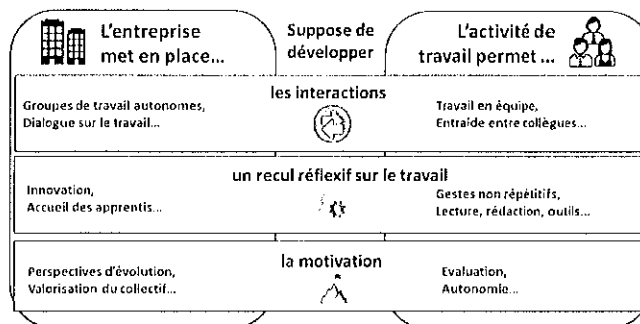 L'entreprise
met en place...
Suppose de
développer
L'activité de
travail permet ...
les interactions
Groupes de travail autonomes,
Dialogue sur le travail...
Travail en équipe,
Entraide entre collègues...
un recul réflexif sur le travail
Innovation,
Accueil des apprentis...
Gestes non répétitifs,
Lecture, rédaction, outils...
la motivation
Perspectives d'évolution,
Valorisation du collectif...
Evaluation,
Autonomie...